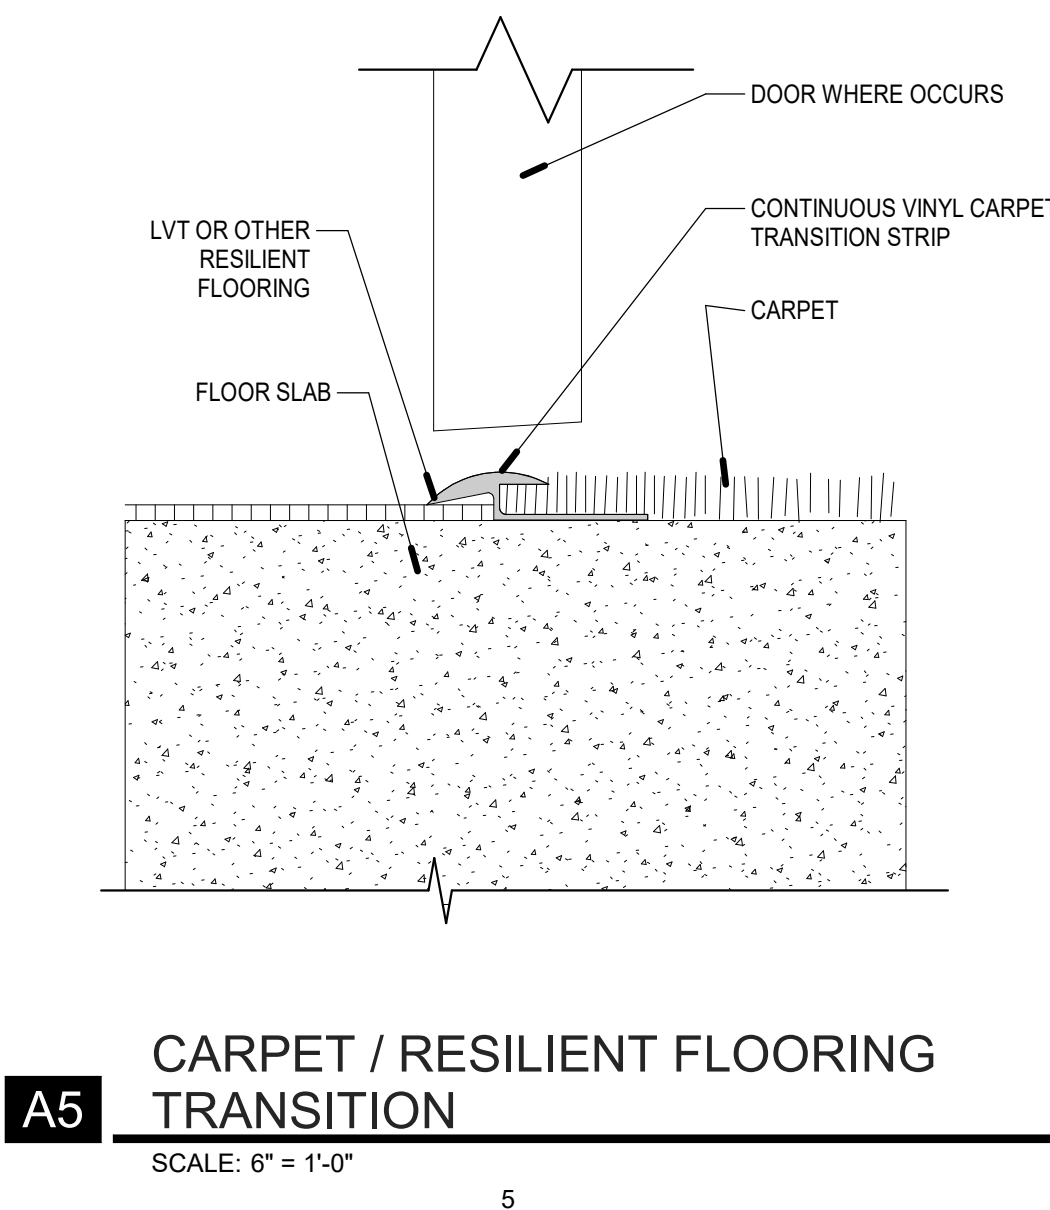 DOOR WHERE OCCURS
CONTINUOUS VINYL CARPET
TRANSITION STRIP
LVT OR OTHER
RESILIENT
FLOORING
CARPET
FLOOR SLAB
CARPET / RESILIENT FLOORING
TRANSITION
A5
SCALE: 6" = 1'-0"
5